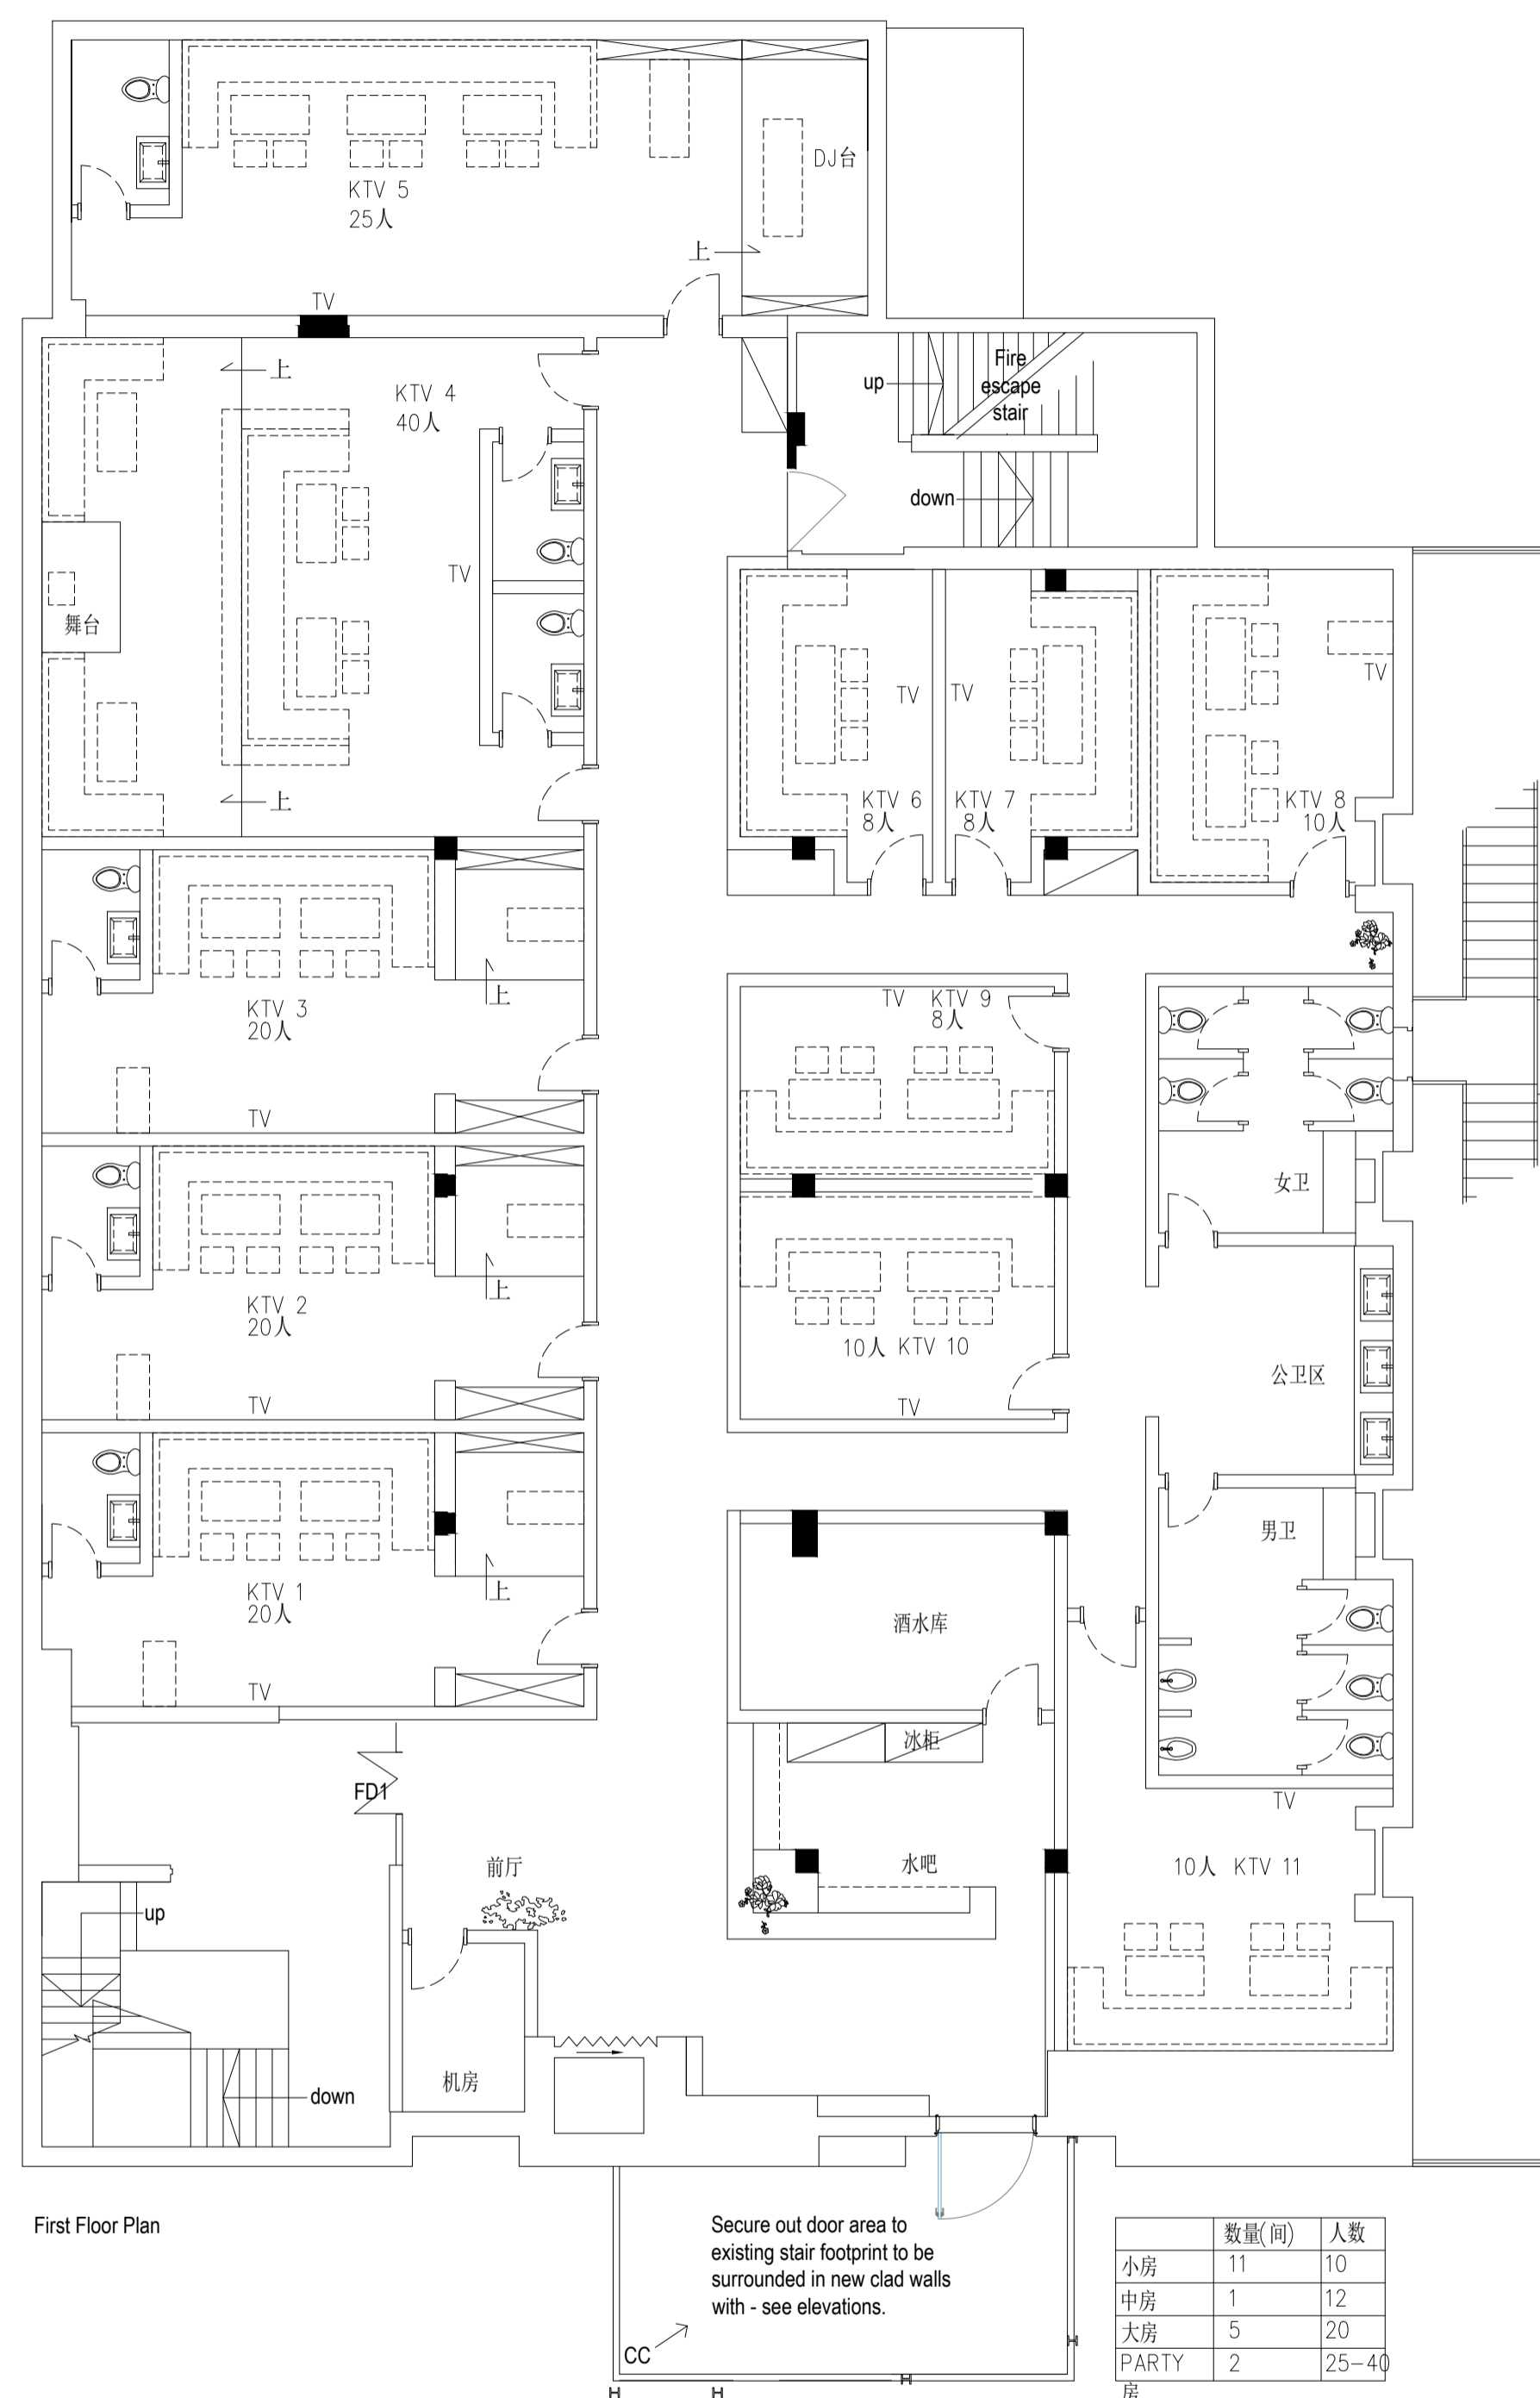 DJ台
KTV 5
25人
上
TV
上
KTV 4
40人
Fire
escape
stair
up
down
TV
舞台
上
TV
TV
TV
KTV 6
8人
KTV 7
8人
KTV 8
10人
KTV 3
20人
上
TV
TV KTV 9
8人
女卫
KTV 2
20人
上
TV
10人 KTV 10
TV
公卫区
KTV 1
20人
上
TV
男卫
酒水库
冰柜
TV
FD1
前厅
水吧
10人 KTV 11
up
机房
down
First Floor Plan
Secure out door area to
existing stair footprint to be
surrounded in new clad walls
with - see elevations.
CC
数量(间) 人数
小房 11 10
中房 1 12
大房 5 20
PARTY 2 25-40
房